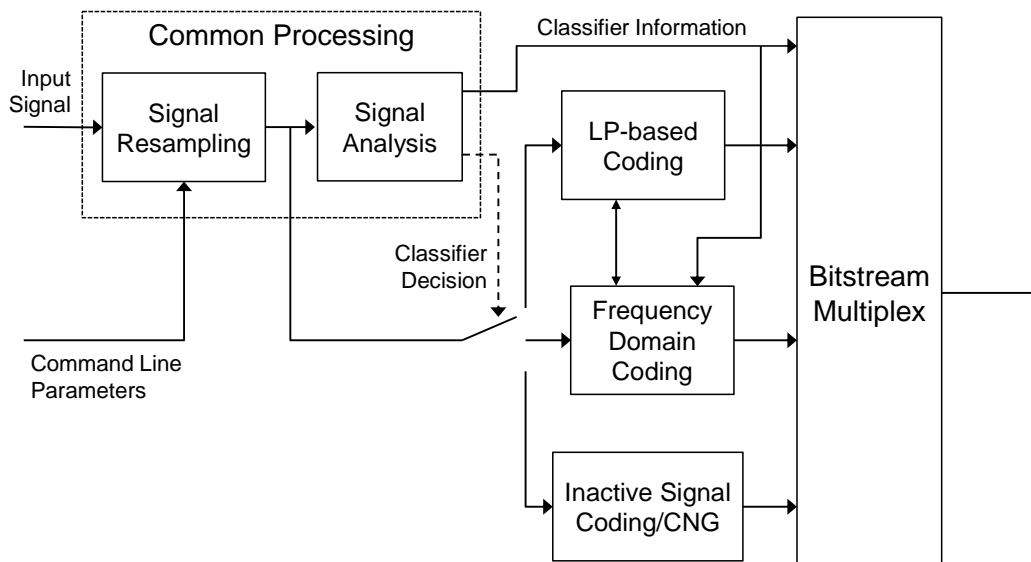 Common Processing
Classifier Information
Input
Signal
Signal
Resampling
Signal
Analysis
LP-based
Coding
Classifier
Decision
Bitstream
Multiplex
Frequency
Domain
Coding
Command Line
Parameters
Inactive Signal
Coding/CNG